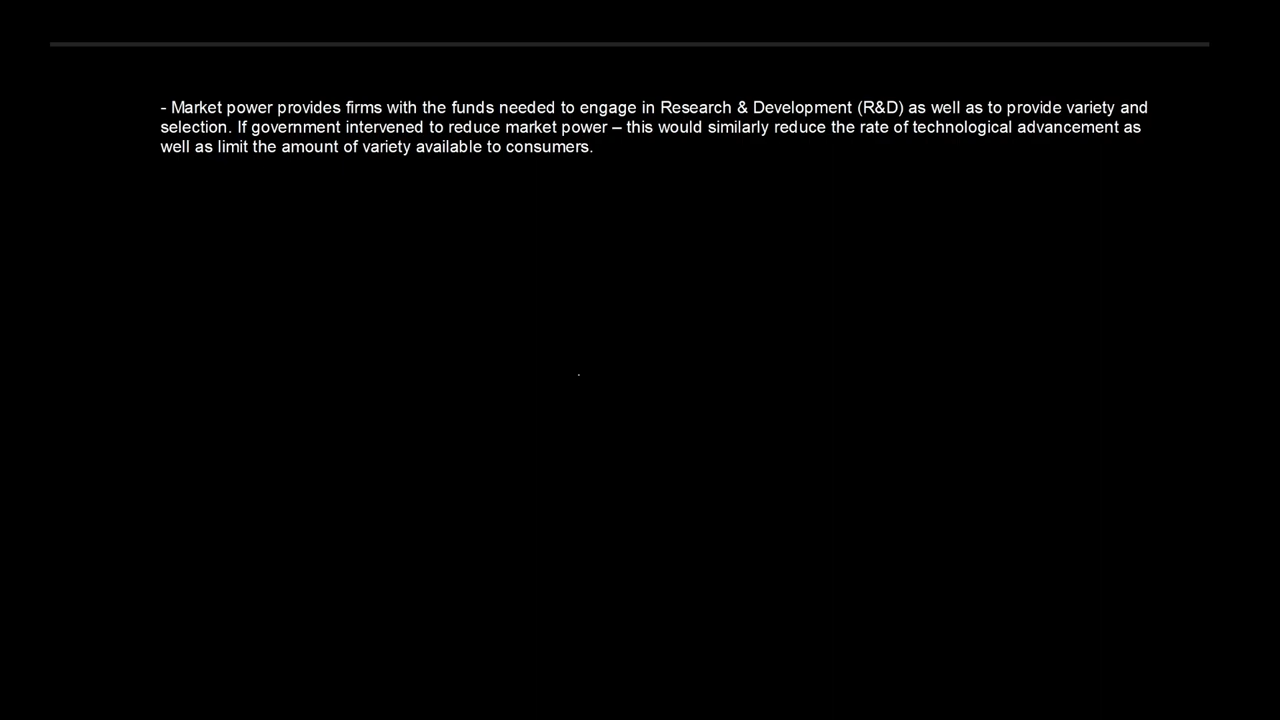 - Market power provides firms with the funds needed to engage in Research & Development (R&D) as well as to provide variety and
selection. If government intervened to reduce market power – this would similarly reduce the rate of technological advancement as
well as limit the amount of variety available to consumers.